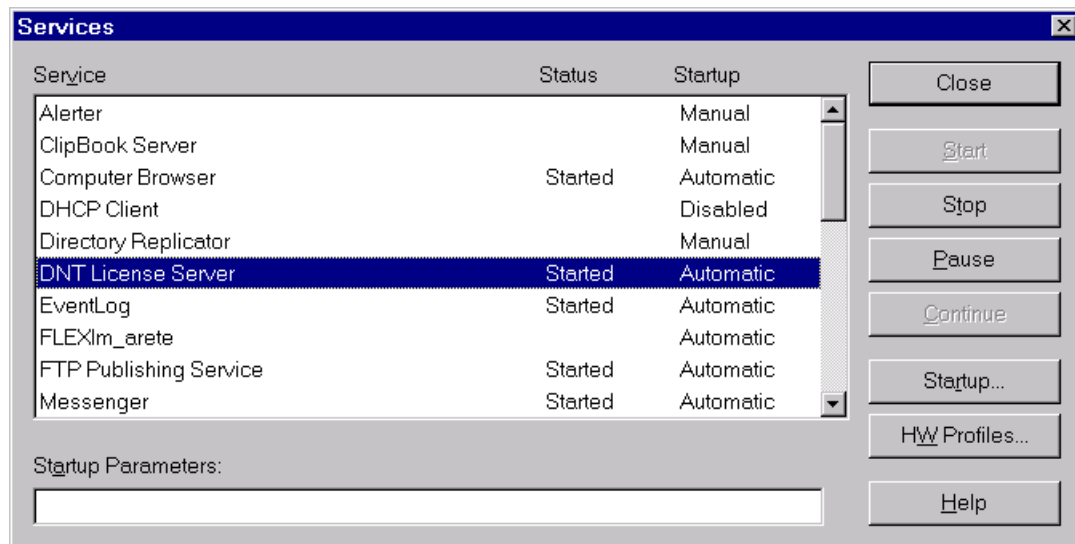 Services
Service Status Startup
Alerter Manual
ClipBook Server Manual
Computer Browser Started Automatic
DHCP Client Disabled
Directory Replicator Manual
DNT License Server Started Automatic
EventLog Started Automatic
FLEXlm_arete Automatic
FTP Publishing Service Started Automatic
Messenger Started Automatic
Startup Parameters:
Close
Start
Stop
Pause
Continue
Startup...
HW Profiles...
Help